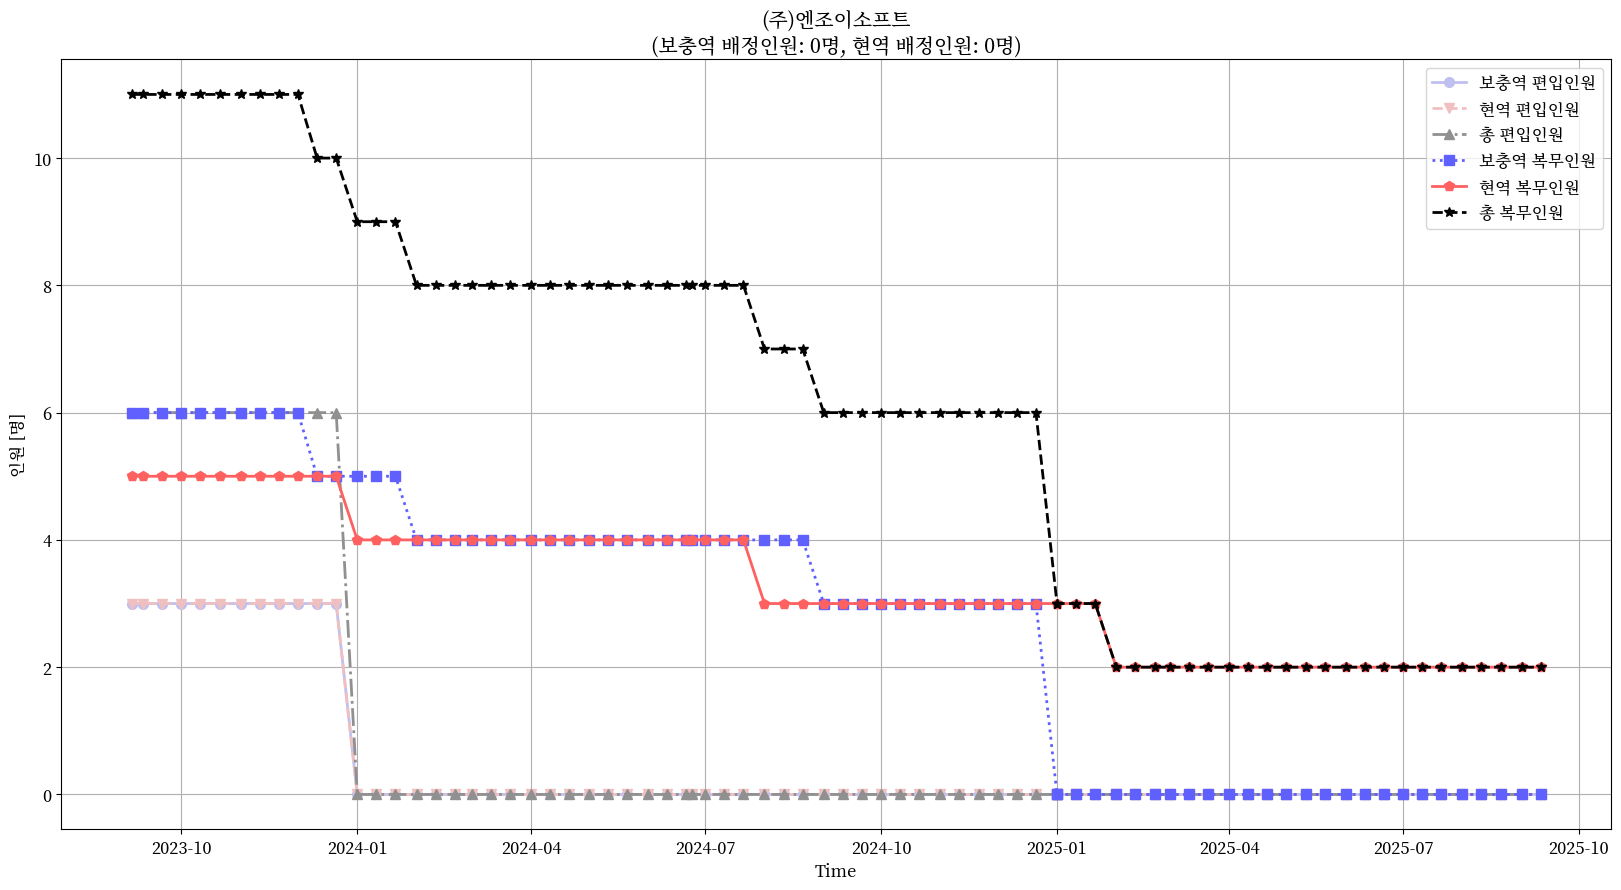 (주)엔조이소프트
(보충역 배정인원: 0명, 현역 배정인원: 0명)
보충역 편입인원
현역 편입인원
총 편입인원
보충역 복무인원
현역 복무인원
총 복무인원
인원 [명]
10
8
6
4
2
0
2023-10
2024-01
2024-04
2024-07
2024-10
2025-01
2025-04
2025-07
2025-10
Time